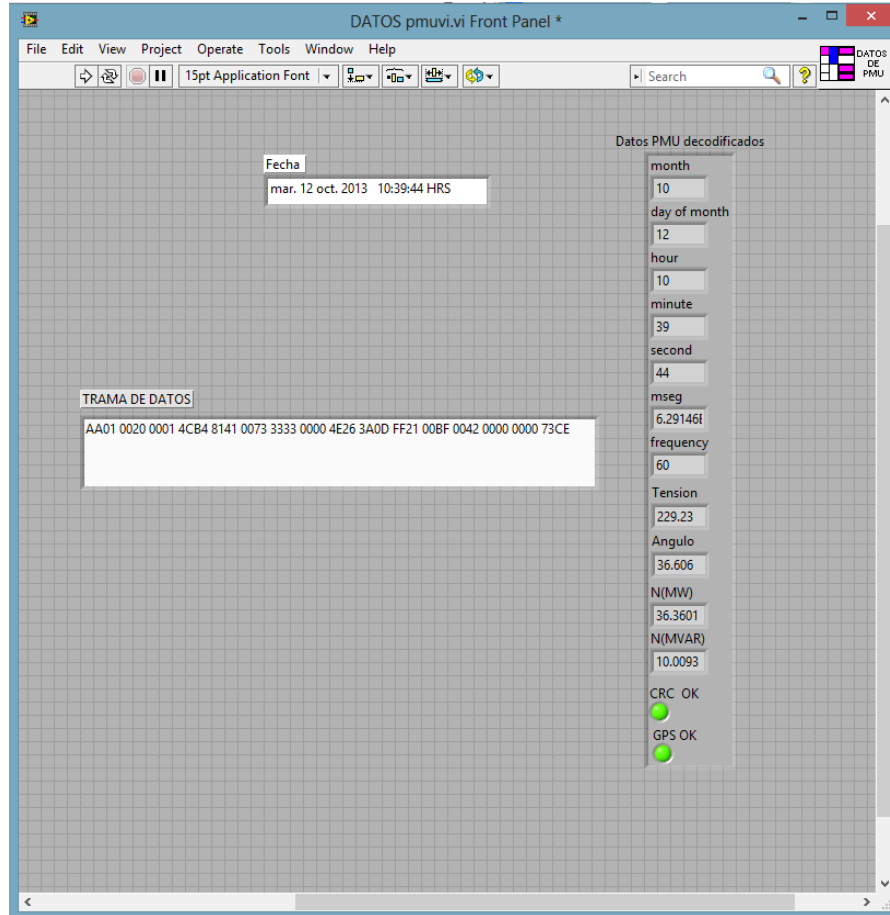 DATOS pmuvi.vi Front Panel *
File Edit View Project Operate Tools Window Help
15pt Application Font
Search
?
DATOS
DE
PMU
Datos PMU decodificados
Fecha
mar. 12 oct. 2013 10:39:44 HRS
month
10
day of month
12
hour
10
minute
39
second
44
TRAMA DE DATOS
AA01 0020 0001 4CB4 8141 0073 3333 0000 4E26 3A0D FF21 00BF 0042 0000 0000 73CE
mseg
6.29146
frequency
60
Tension
229.23
Angulo
36.606
N(MW)
36.3601
N(MVAR)
10.0093
CRC OK
GPS OK